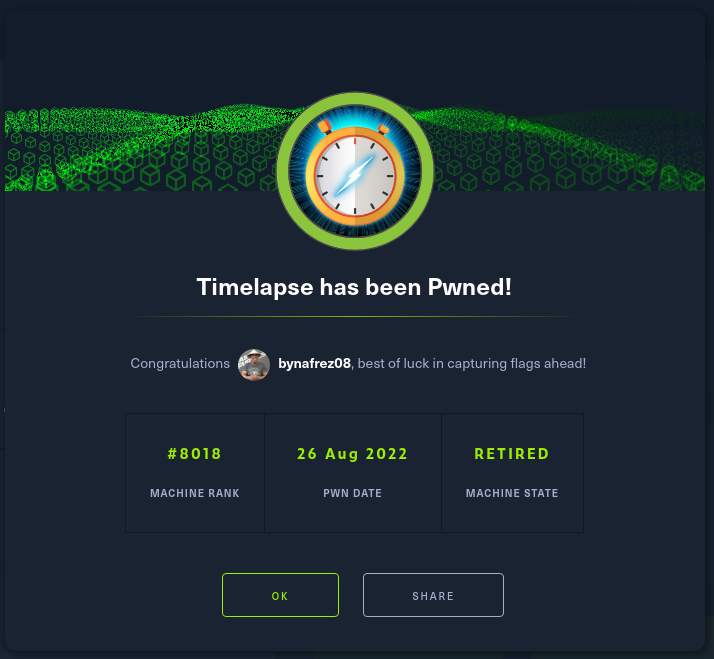 Timelapse has been Pwned!
Congratulations bynafrez08, best of luck in capturing flags ahead!
#8018 26 Aug 2022 RETIRED
MACHINE RANK PWN DATE MACHINE STATE
OK SHARE